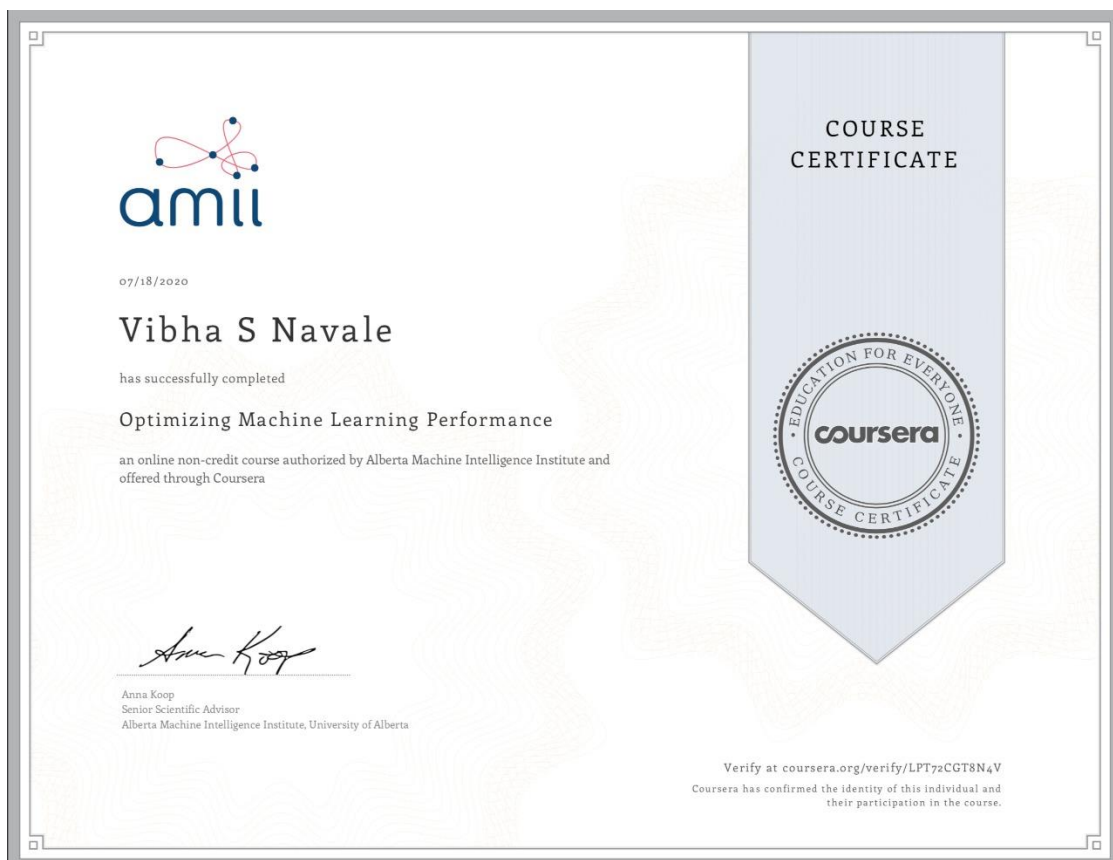 amii
07/18/2020
Vibha S Navale
has successfully completed
Optimizing Machine Learning Performance
an online non-credit course authorized by Alberta Machine Intelligence Institute and
offered through Coursera
Anna Koop
Anna Koop
Senior Scientific Advisor
Alberta Machine Intelligence Institute, University of Alberta
COURSE
CERTIFICATE
EDUCATION FOR EVERYONE
coursera
COURSE CERTIFICATE
Verify at coursera.org/verify/LPT72CGT8N4V
Coursera has confirmed the identity of this individual and
their participation in the course.